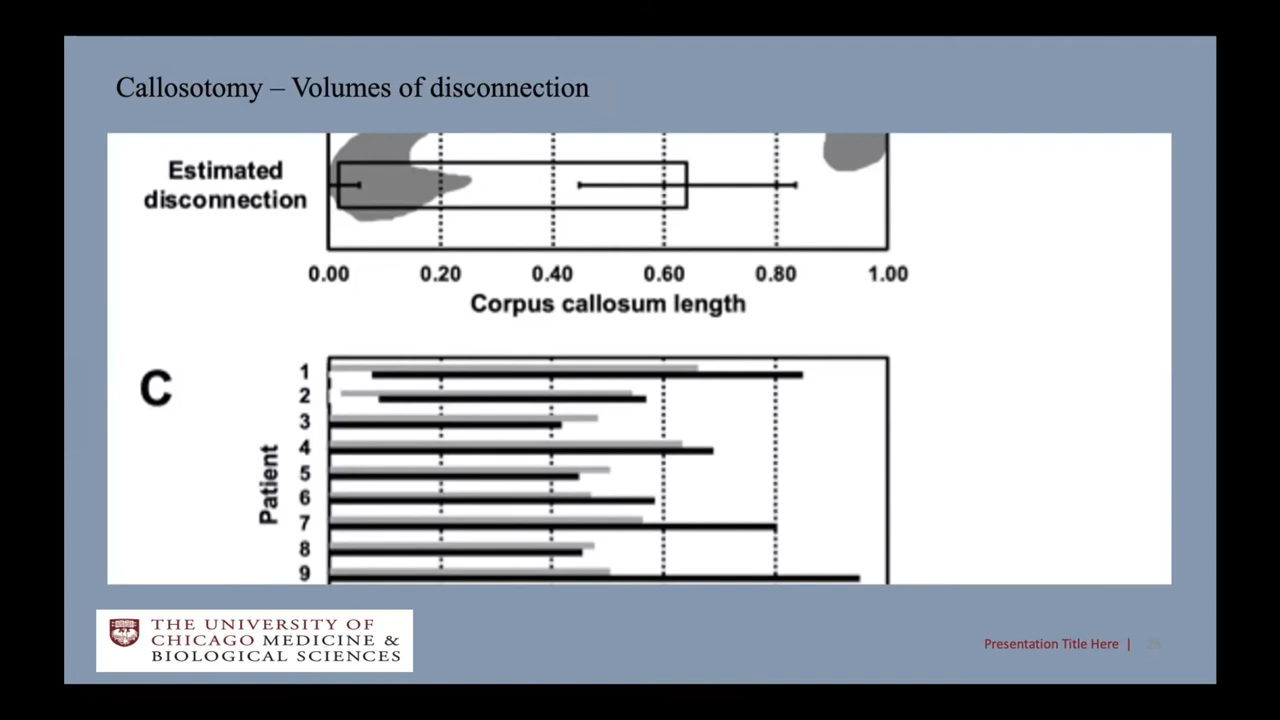 Callosotomy – Volumes of disconnection
Estimated
disconnection
0.00 0.20 0.40 0.60 0.80 1.00
Corpus callosum length
C
Patient
1
2
3
4
5
6
7
8
9
THE UNIVERSITY OF
CHICAGO MEDICINE &
BIOLOGICAL SCIENCES
Presentation Title Here |